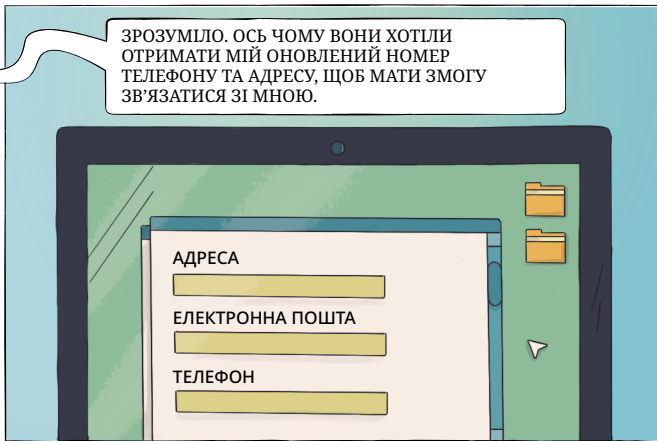 ЗРОЗУМІЛО. ОСЬ ЧОМУ ВОНИ ХОТІЛИ
ОТРИМАТИ МІЙ ОНОВЛЕНИЙ НОМЕР
ТЕЛЕФОНУ ТА АДРЕСУ, ЩОБ МАТИ ЗМОГУ
ЗВ’ЯЗАТИСЯ ЗІ МНОЮ.
АДРЕСА
ЕЛЕКТРОННА ПОШТА
ТЕЛЕФОН